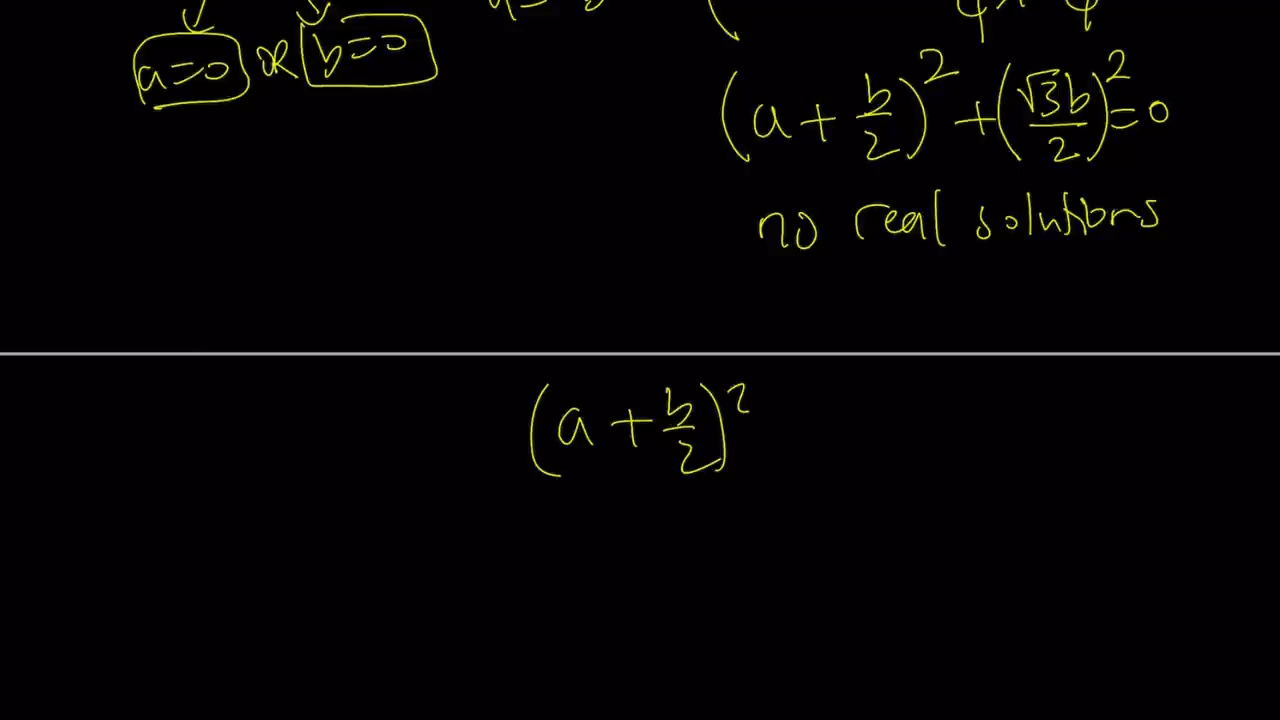 a=0 or b=0
(a + b/2)² + (√3b/2)² = 0
no real solutions
(a + b/2)²